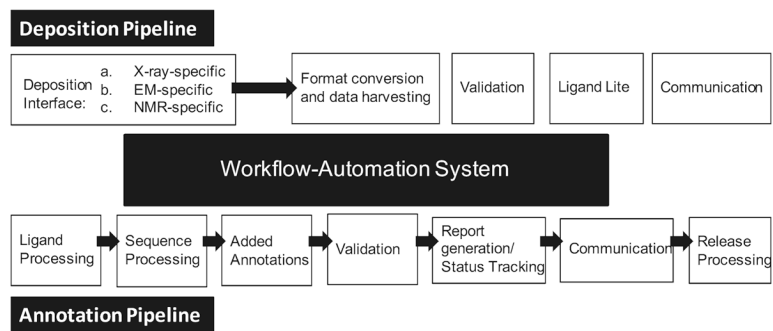 Deposition Pipeline
Deposition
Interface:
a. X-ray-specific
b. EM-specific
c. NMR-specific
Format conversion
and data harvesting
Validation
Ligand Lite
Communication
Workflow-Automation System
Ligand
Processing
Sequence
Processing
Added
Annotations
Validation
Report
generation/
Status Tracking
Communication
Release
Processing
Annotation Pipeline